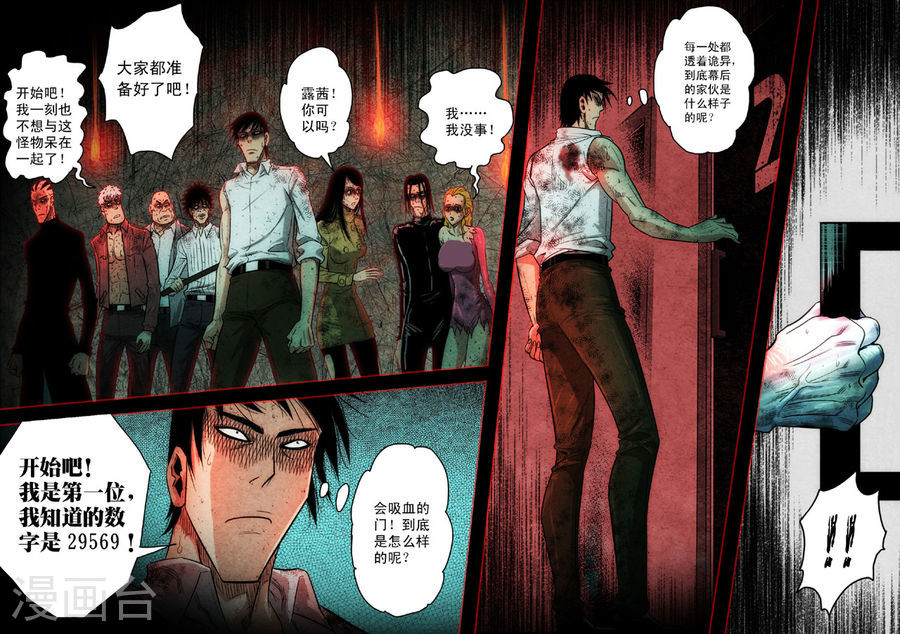 大家都准
备好了吧！
开始吧！
我一刻也
不想与这
怪物呆在
一起了！
露茜！
你可
以吗？
我……
我没事！
每一处都
透着诡异，
到底幕后
的家伙是
什么样子
的呢？
2
!!
开始吧！
我是第一位，
我知道的数
字是 29569！
会吸血的
门！到底
是怎么样
的呢？
漫画台